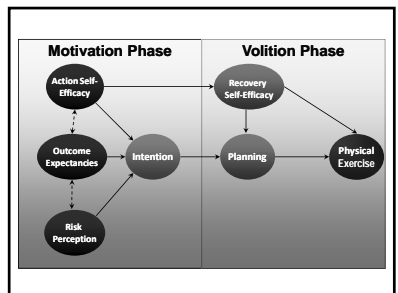 Motivation Phase
Volition Phase
Action Self-
Efficacy
Recovery
Self-Efficacy
Outcome
Expectancies
Intention
Planning
Physical
Exercise
Risk
Perception